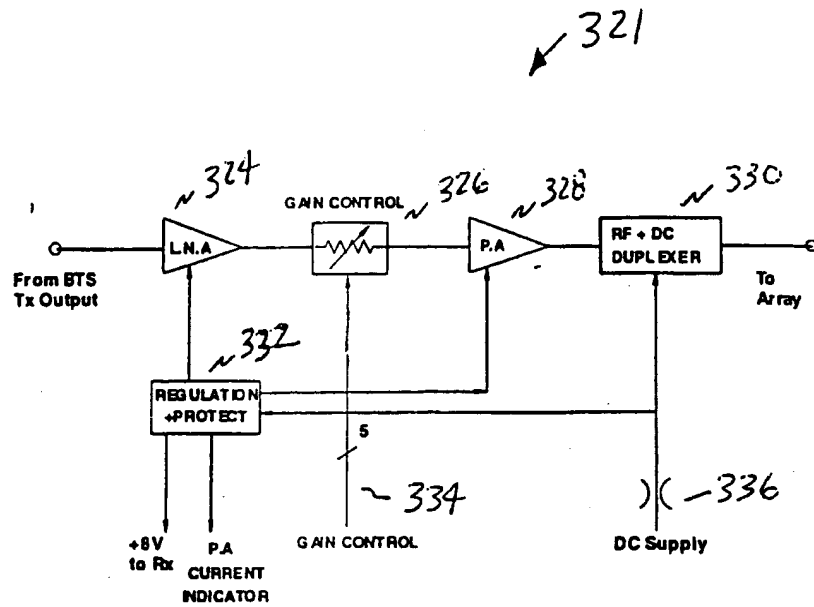 321
324
GAIN CONTROL
326
328
330
L.N.A
P.A
RF + DC
DUPLEXER
From BTS
Tx Output
To
Array
332
REGULATION
+PROTECT
5
334
336
+8V
to Rx
P.A
CURRENT
INDICATOR
GAIN CONTROL
DC Supply